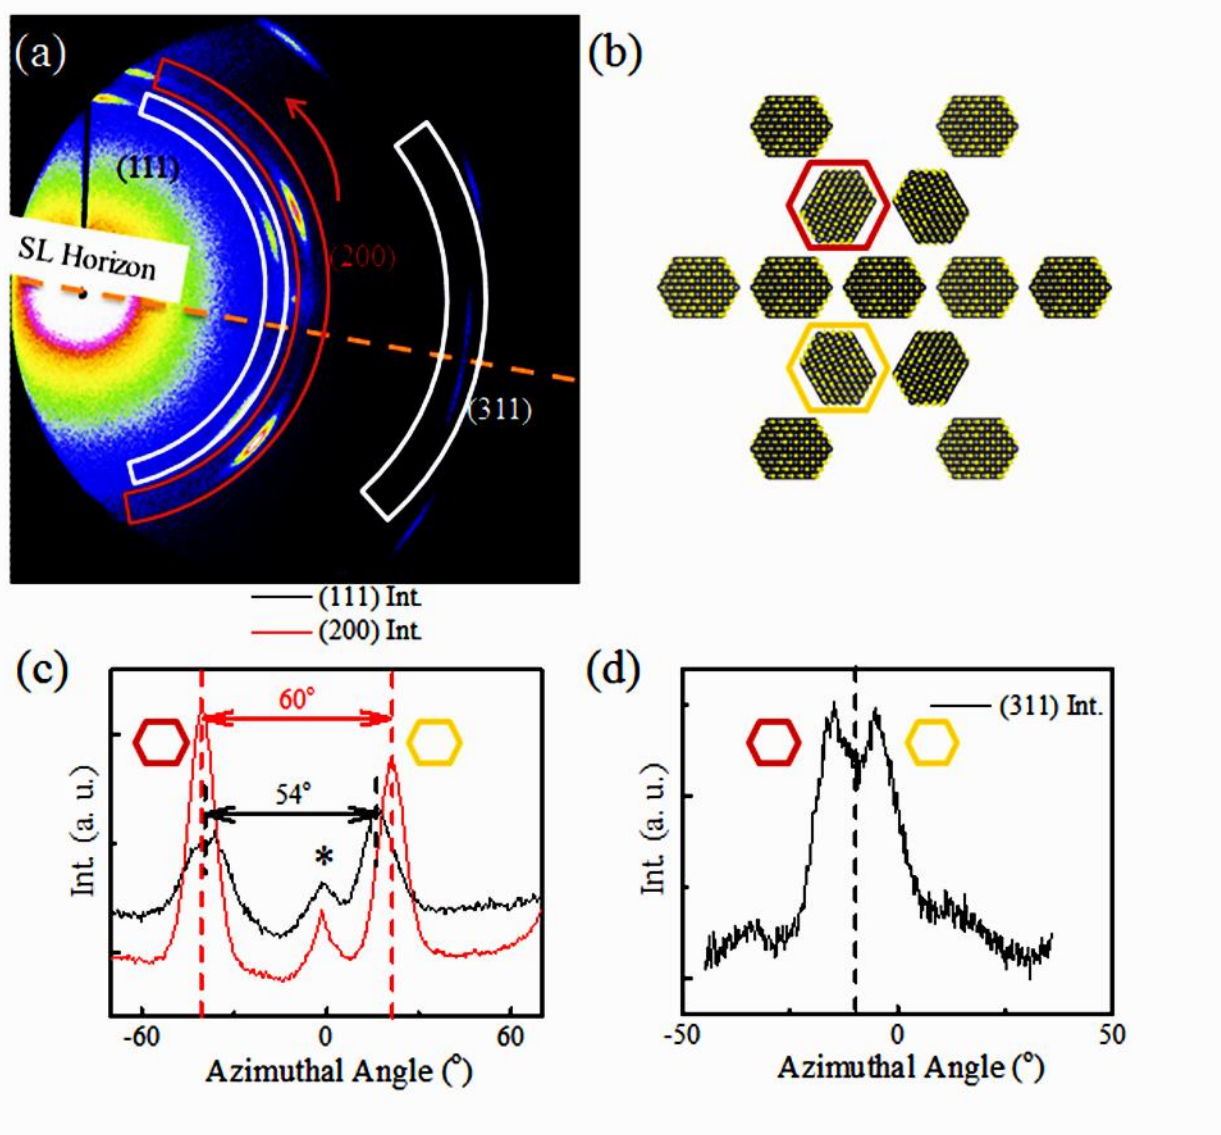 (a)
(b)
(111)
SL Horizon
(200)
(311)
(111) Int.
(200) Int.
(c)
(d)
60°
54°
*
Int. (a. u.)
-60
0
60
Azimuthal Angle (°)
(311) Int.
Int. (a. u.)
-50
0
50
Azimuthal Angle (°)